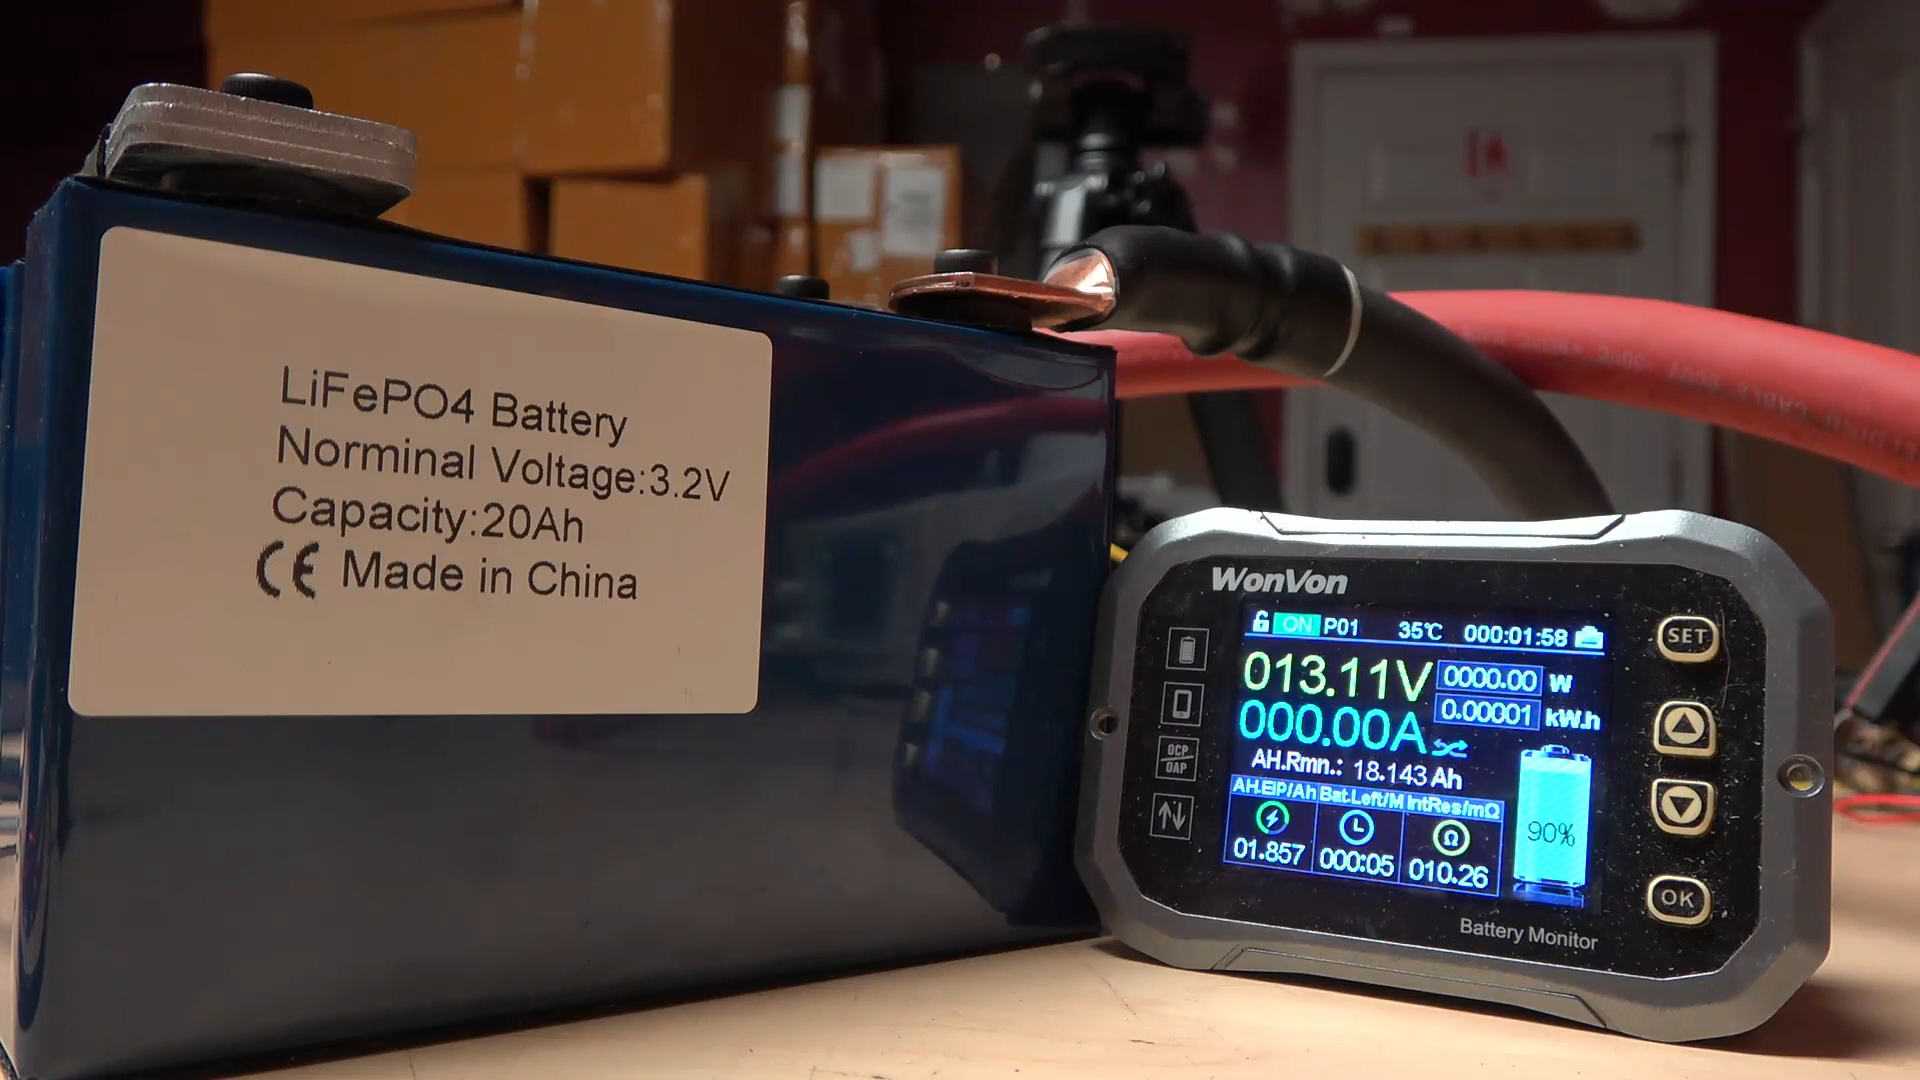 LiFePO4 Battery
Norminal Voltage:3.2V
Capacity:20Ah
CE Made in China
WonVon
ON P01 35℃ 000:01:58
013.11V 0000.00 W
000.00A 0.00001 kW.h
AH.Rmn.: 18.143 Ah
AH.ElP/Ah Bat.Left/M IntRes/mΩ
Ω
01.857 000:05 010.26
90%
OCP
OAP
SET
OK
Battery Monitor